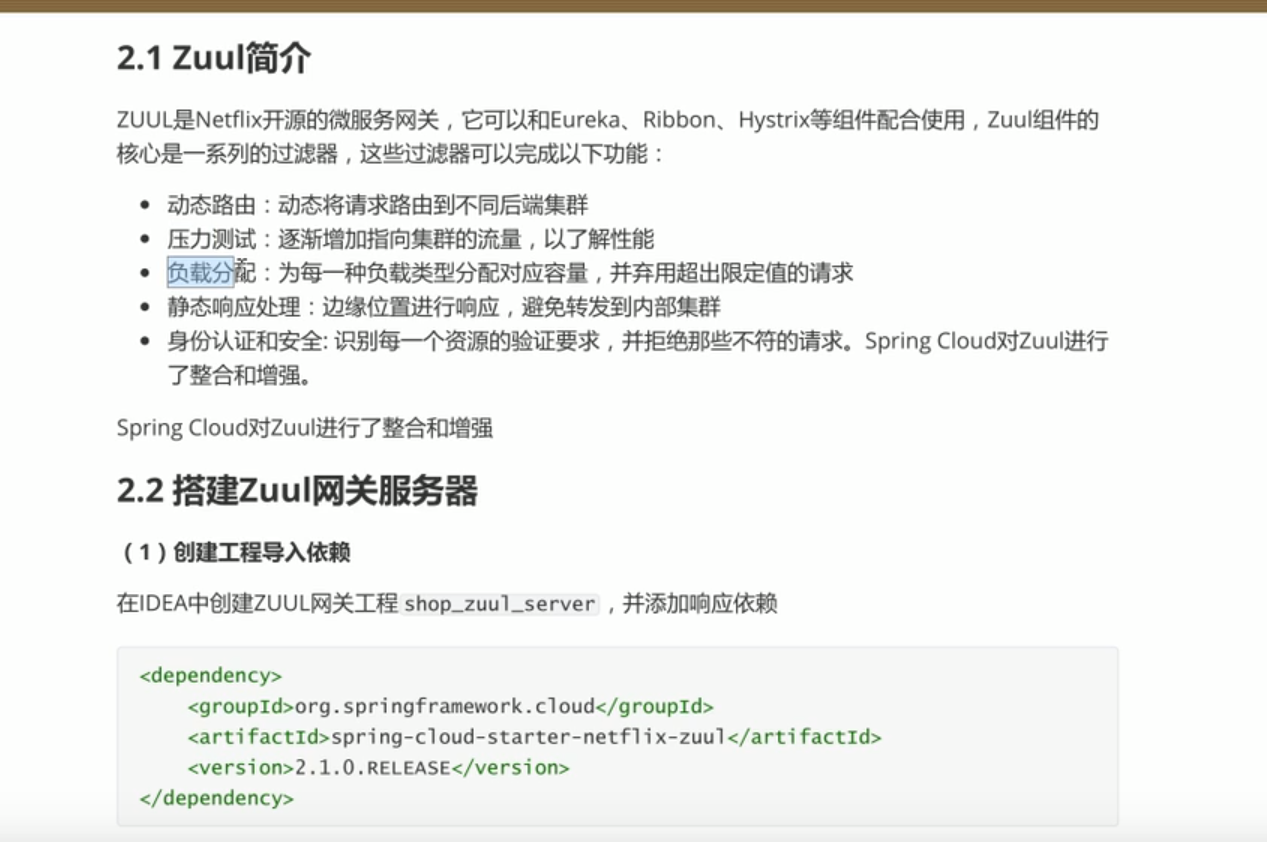 2.1 Zuul简介
ZUUL是Netflix开源的微服务网关，它可以和Eureka、Ribbon、Hystrix等组件配合使用，Zuul组件的
核心是一系列的过滤器，这些过滤器可以完成以下功能：
• 动态路由：动态将请求路由到不同后端集群
• 压力测试：逐渐增加指向集群的流量，以了解性能
• 负载分配：为每一种负载类型分配对应容量，并弃用超出限定值的请求
• 静态响应处理：边缘位置进行响应，避免转发到内部集群
• 身份认证和安全: 识别每一个资源的验证要求，并拒绝那些不符的请求。Spring Cloud对Zuul进行
了整合和增强。
Spring Cloud对Zuul进行了整合和增强
2.2 搭建Zuul网关服务器
（1）创建工程导入依赖
在IDEA中创建ZUUL网关工程 shop_zuul_server ，并添加响应依赖
<dependency>
    <groupId>org.springframework.cloud</groupId>
    <artifactId>spring-cloud-starter-netflix-zuul</artifactId>
    <version>2.1.0.RELEASE</version>
</dependency>